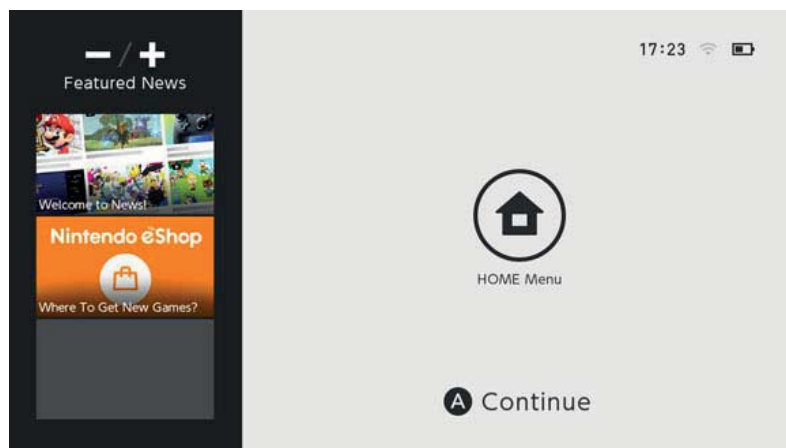 −/+
Featured News
Welcome to News!
Nintendo eShop
Where To Get New Games?
17:23
HOME Menu
A Continue